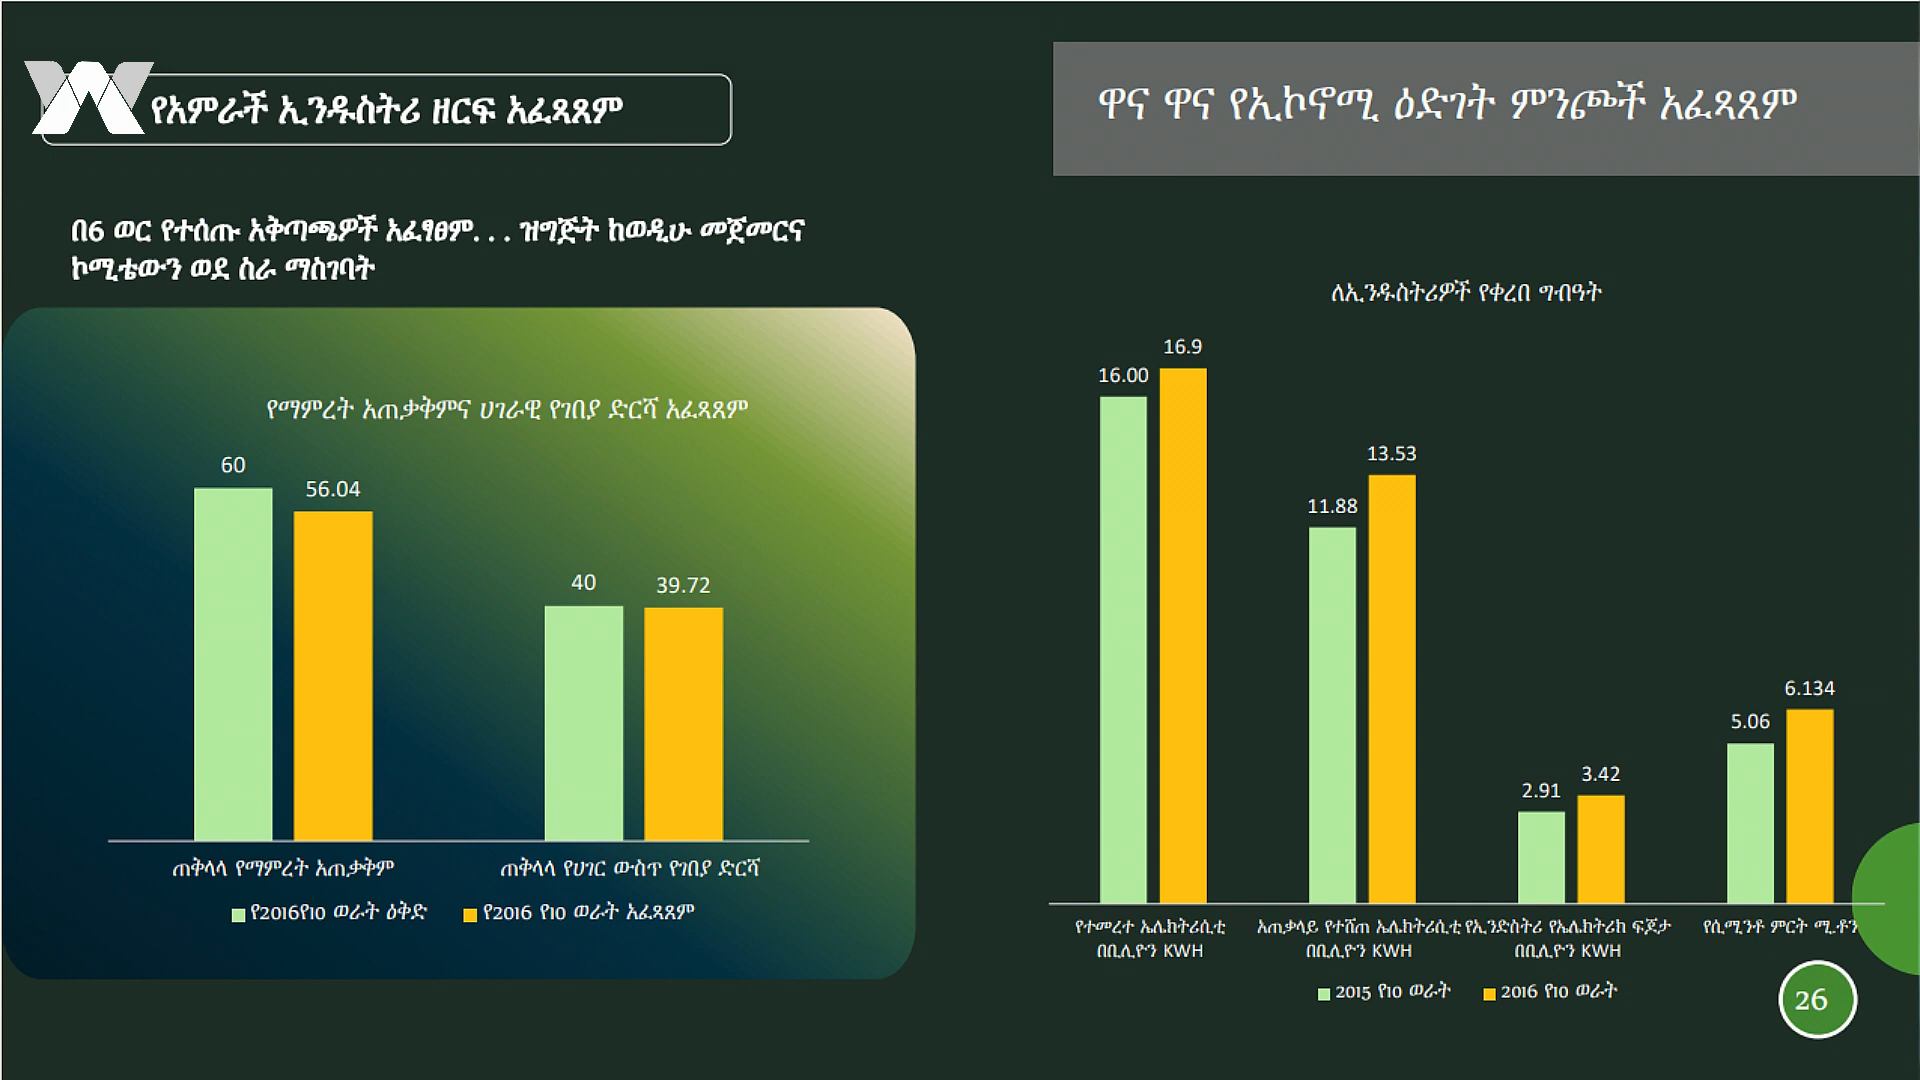 የአምራች ኢንዱስትሪ ዘርፍ አፈጻጸም
ዋና ዋና የኢኮኖሚ ዕድገት ምንጮች አፈጻጸም
በ6 ወር የተሰጡ አቅጣጫዎች አፈፃፀም. . . ዝግጅት ከወዲሁ መጀመርና
ኮሚቴውን ወደ ስራ ማስገባት
የማምረት አጠቃቅምና ሀገራዊ የገበያ ድርሻ አፈጻጸም
60
56.04
40
39.72
ጠቅላላ የማምረት አጠቃቅም
ጠቅላላ የሀገር ውስጥ የገበያ ድርሻ
የ2016የ10 ወራት ዕቅድ
የ2016 የ10 ወራት አፈጻጸም
ለኢንዱስትሪዎች የቀረበ ግብዓት
16.00
16.9
11.88
13.53
2.91
3.42
5.06
6.134
የተመረተ ኤሌክትሪሲቲ
በቢሊዮን KWH
አጠቃላይ የተሸጠ ኤሌክትሪሲቲ
በቢሊዮን KWH
የኢንድስትሪ የኤሌክትሪክ ፍጆታ
በቢሊዮን KWH
የሲሚንቶ ምርት ሚ.ቶን
2015 የ10 ወራት
2016 የ10 ወራት
26